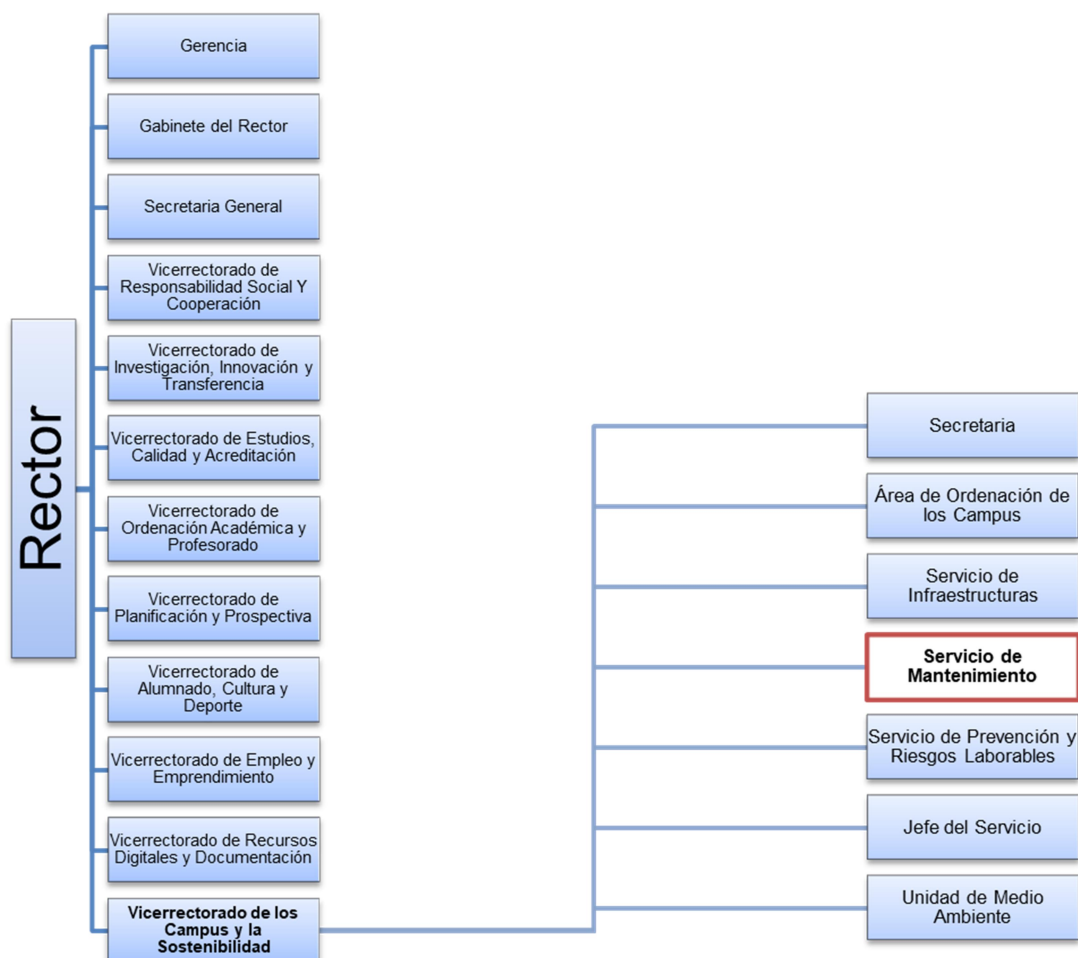 Rector
Gerencia
Gabinete del Rector
Secretaria General
Vicerrectorado de
Responsabilidad Social Y
Cooperación
Vicerrectorado de
Investigación, Innovación y
Transferencia
Vicerrectorado de Estudios,
Calidad y Acreditación
Vicerrectorado de
Ordenación Académica y
Profesorado
Vicerrectorado de
Planificación y Prospectiva
Vicerrectorado de
Alumnado, Cultura y
Deporte
Vicerrectorado de Empleo y
Emprendimiento
Vicerrectorado de Recursos
Digitales y Documentación
Vicerrectorado de los
Campus y la
Sostenibilidad
Secretaria
Área de Ordenación de
los Campus
Servicio de
Infraestructuras
Servicio de
Mantenimiento
Servicio de Prevención y
Riesgos Laborables
Jefe del Servicio
Unidad de Medio
Ambiente